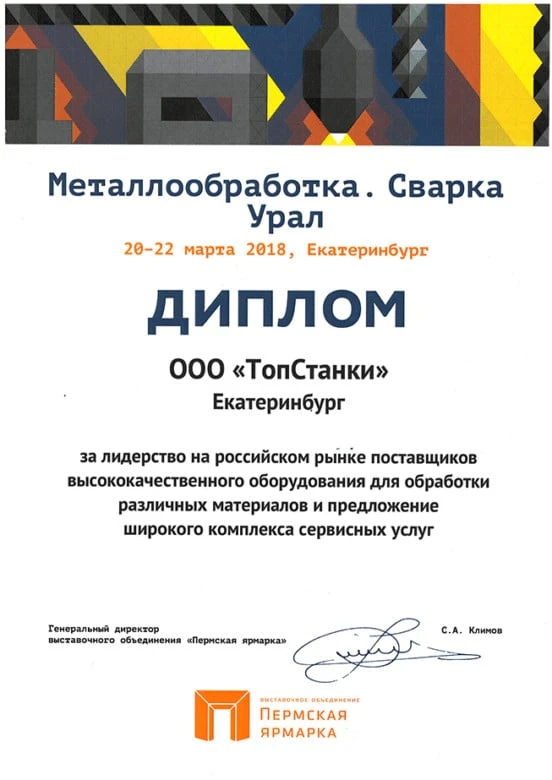 Металлообработка. Сварка
Урал
20–22 марта 2018, Екатеринбург
ДИПЛОМ
ООО «ТопСтанки»
Екатеринбург
за лидерство на российском рынке поставщиков
высококачественного оборудования для обработки
различных материалов и предложение
широкого комплекса сервисных услуг
Генеральный директор
выставочного объединения «Пермская ярмарка»
С.А. Климов
ВЫСТАВОЧНОЕ ОБЪЕДИНЕНИЕ
ПЕРМСКАЯ
ЯРМАРКА